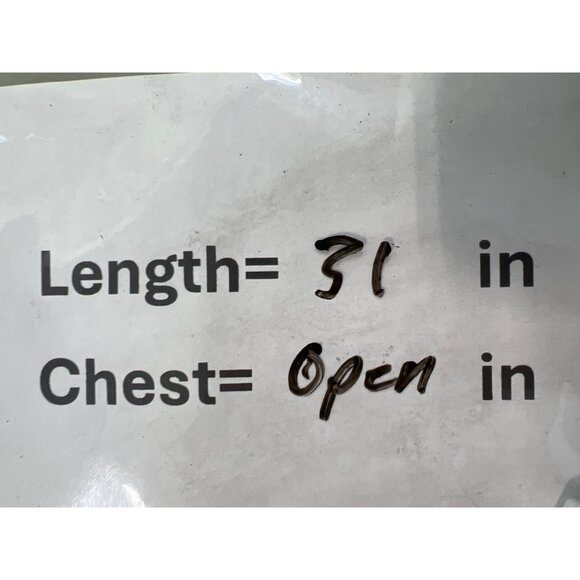 Length= 31 in
Chest= Open in